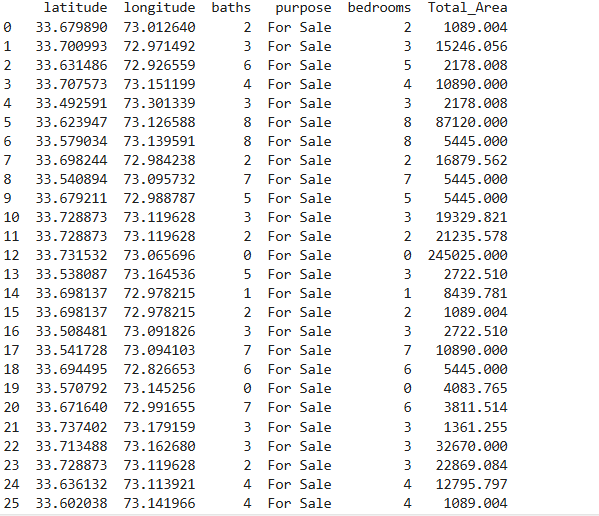 latitude longitude baths purpose bedrooms Total_Area
0 33.679890 73.012640 2 For Sale 2 1089.004
1 33.700993 72.971492 3 For Sale 3 15246.056
2 33.631486 72.926559 6 For Sale 5 2178.008
3 33.707573 73.151199 4 For Sale 4 10890.000
4 33.492591 73.301339 3 For Sale 3 2178.008
5 33.623947 73.126588 8 For Sale 8 87120.000
6 33.579034 73.139591 8 For Sale 8 5445.000
7 33.698244 72.984238 2 For Sale 2 16879.562
8 33.540894 73.095732 7 For Sale 7 5445.000
9 33.679211 72.988787 5 For Sale 5 5445.000
10 33.728873 73.119628 3 For Sale 3 19329.821
11 33.728873 73.119628 2 For Sale 2 21235.578
12 33.731532 73.065696 0 For Sale 0 245025.000
13 33.538087 73.164536 5 For Sale 3 2722.510
14 33.698137 72.978215 1 For Sale 1 8439.781
15 33.698137 72.978215 2 For Sale 2 1089.004
16 33.508481 73.091826 3 For Sale 3 2722.510
17 33.541728 73.094103 7 For Sale 7 10890.000
18 33.694495 72.826653 6 For Sale 6 5445.000
19 33.570792 73.145256 0 For Sale 0 4083.765
20 33.671640 72.991655 7 For Sale 6 3811.514
21 33.737402 73.179159 3 For Sale 3 1361.255
22 33.713488 73.162680 3 For Sale 3 32670.000
23 33.728873 73.119628 2 For Sale 3 22869.084
24 33.636132 73.113921 4 For Sale 4 12795.797
25 33.602038 73.141966 4 For Sale 4 1089.004